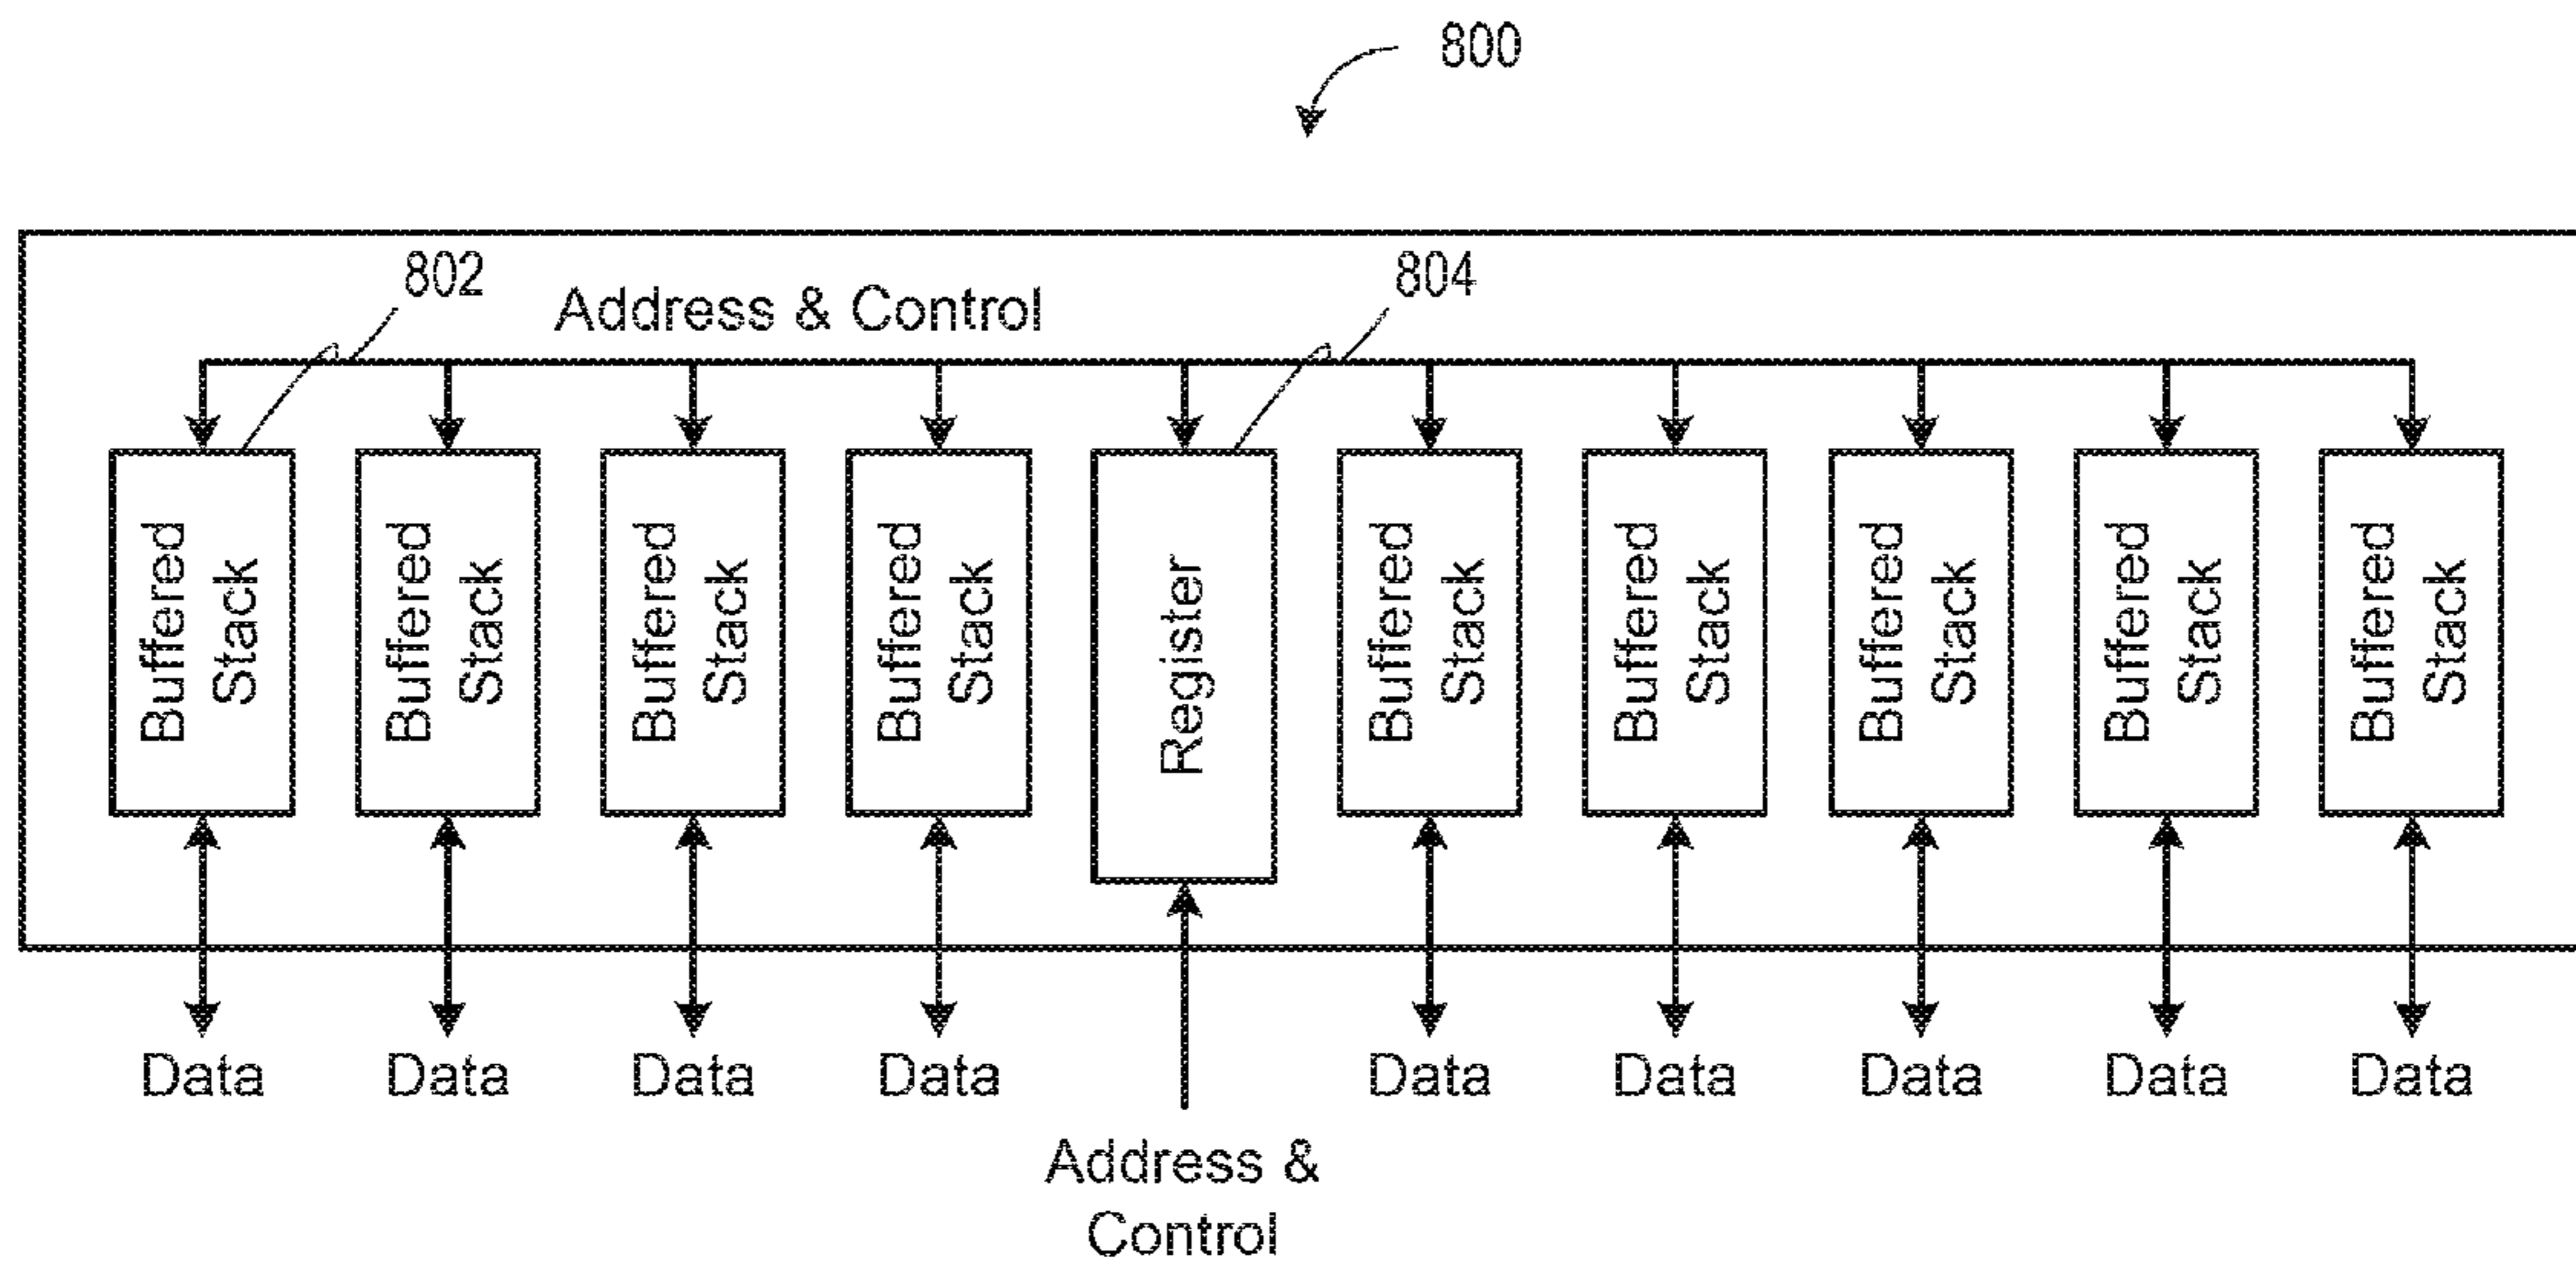 800
802
Address & Control
804
Buffered
Stack
Buffered
Stack
Buffered
Stack
Buffered
Stack
Register
Buffered
Stack
Buffered
Stack
Buffered
Stack
Buffered
Stack
Buffered
Stack
Data
Data
Data
Data
Data
Data
Data
Data
Data
Address &
Control